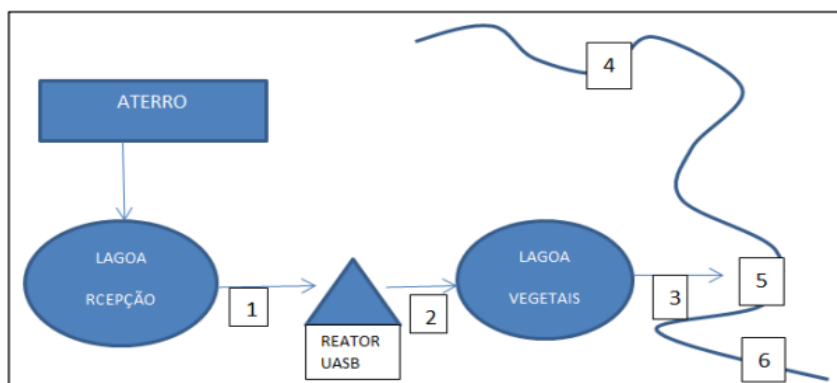 4
ATERRO
LAGOA
RCEPÇÃO
1
REATOR
UASB
2
LAGOA
VEGETAIS
3
5
6